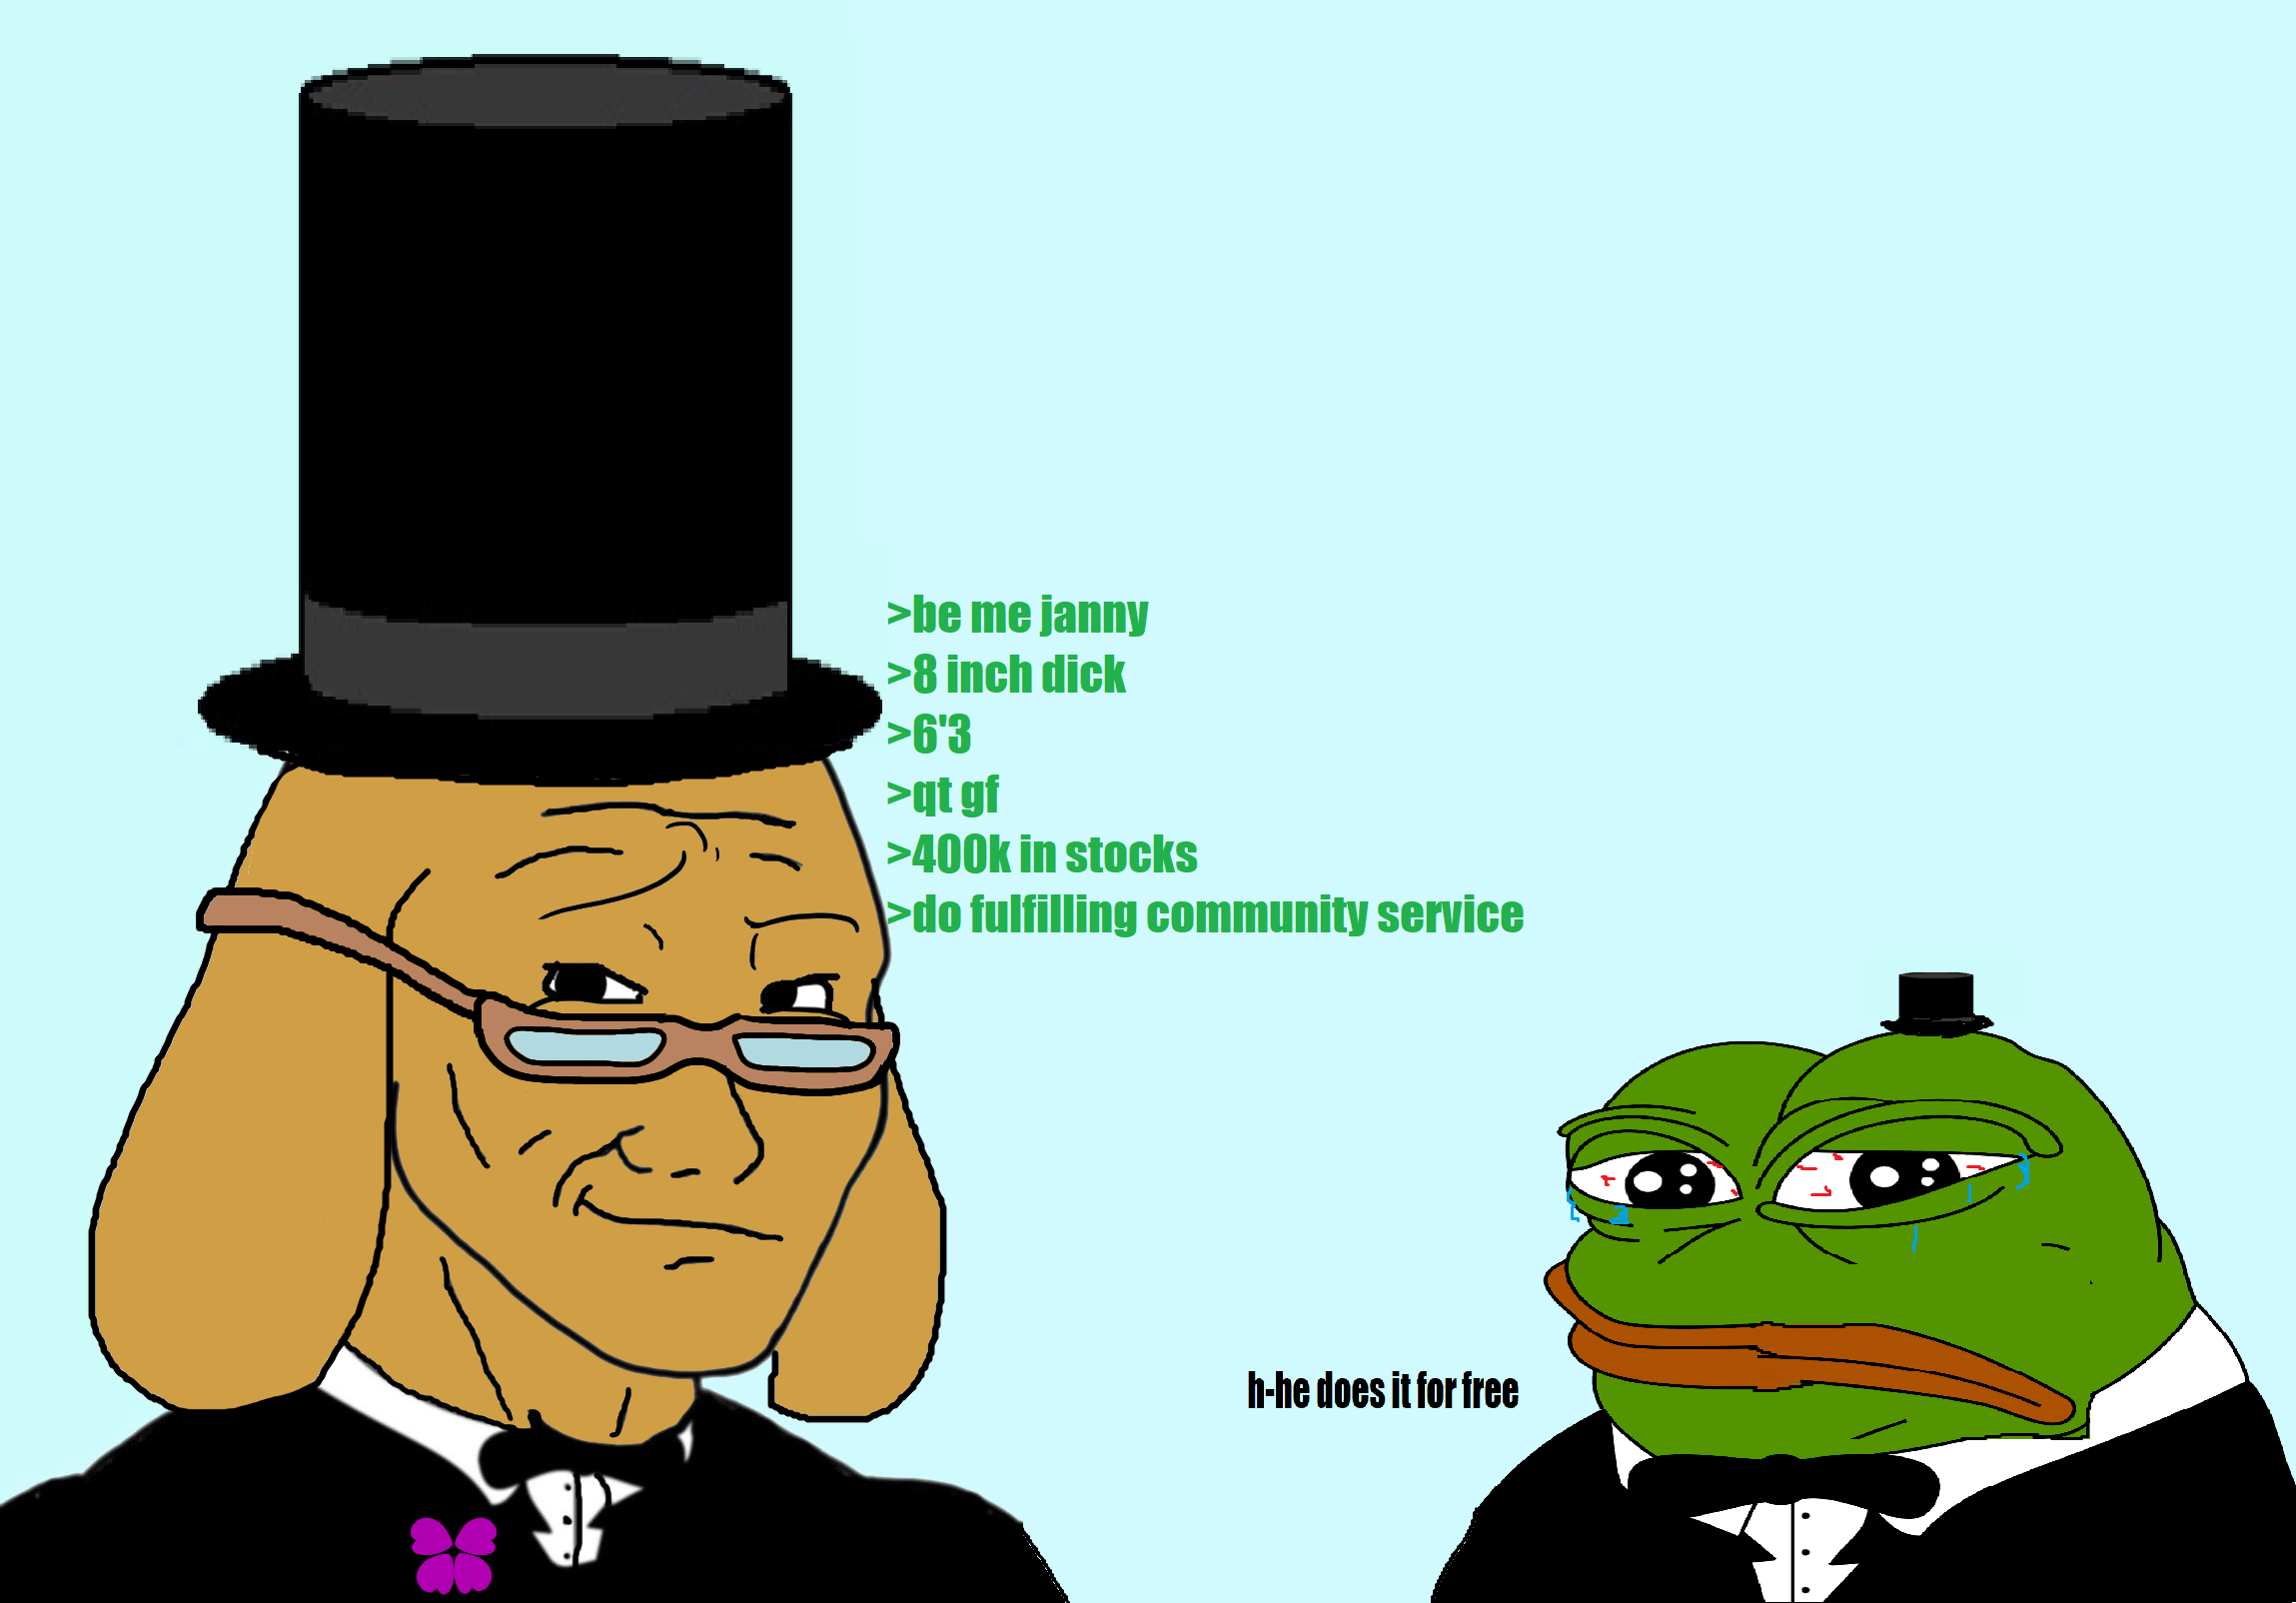 >be me janny
>8 inch dick
>6'3
>qt gf
>400k in stocks
>do fulfilling community service
h-he does it for free